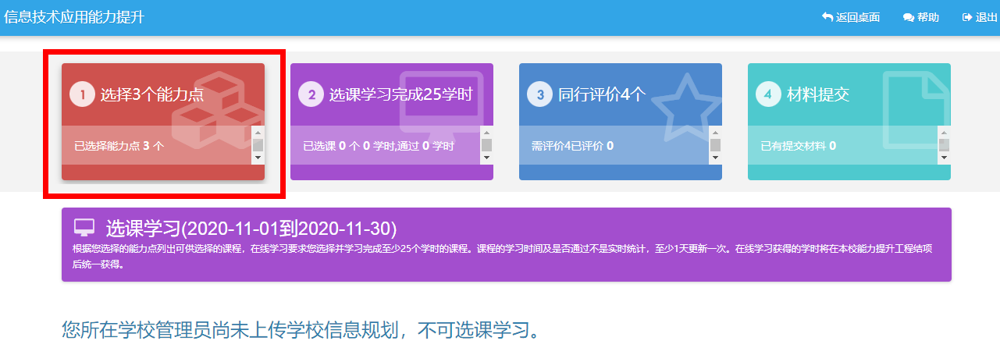 信息技术应用能力提升
返回桌面 帮助 退出
1 选择3个能力点
已选择能力点 3 个
2 选课学习完成25学时
已选课 0 个 0 学时,通过 0 学时
3 同行评价4个
需评价4已评价 0
4 材料提交
已有提交材料 0
选课学习(2020-11-01到2020-11-30)
根据您选择的能力点列出可供选择的课程，在线学习要求您选择并学习完成至少25个学时的课程。课程的学习时间及是否通过不是实时统计，至少1天更新一次。在线学习获得的学时将在本校能力提升工程结项
后统一获得。
您所在学校管理员尚未上传学校信息规划，不可选课学习。